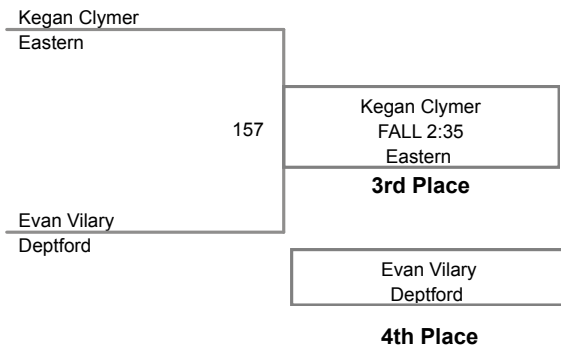 Kegan Clymer
Eastern
157
Kegan Clymer
FALL 2:35
Eastern
3rd Place
Evan Vilary
Deptford
Evan Vilary
Deptford
4th Place